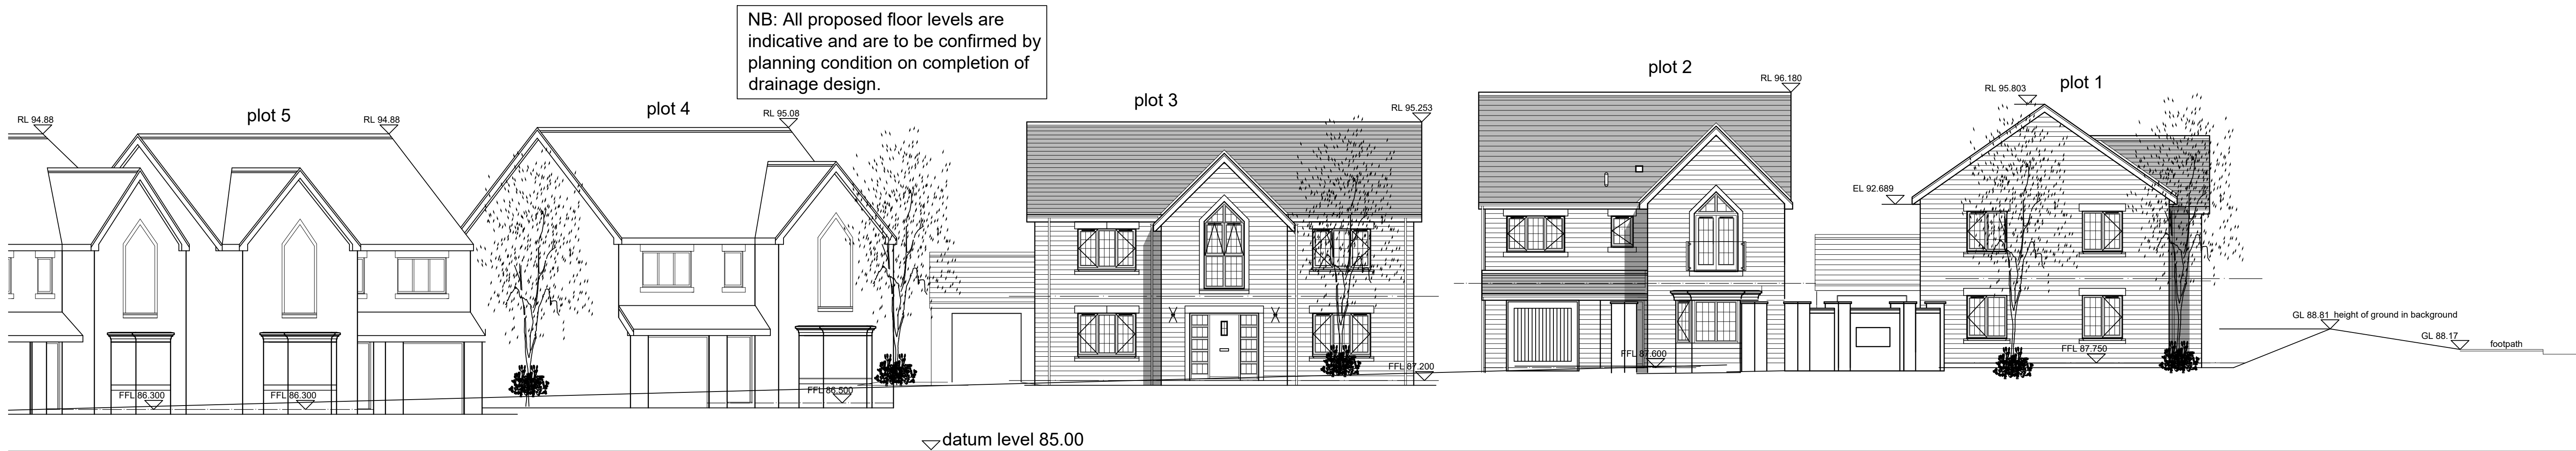 NB: All proposed floor levels are
indicative and are to be confirmed by
planning condition on completion of
drainage design.
RL 94.88
plot 5
RL 94.88
plot 4
RL 95.08
plot 3
RL 95.253
plot 2
RL 96.180
RL 95.803
plot 1
EL 92.689
GL 88.81 height of ground in background
GL 88.17
footpath
FFL 86.300
FFL 86.300
FFL 86.500
FFL 87.200
FFL 87.600
FFL 87.750
datum level 85.00